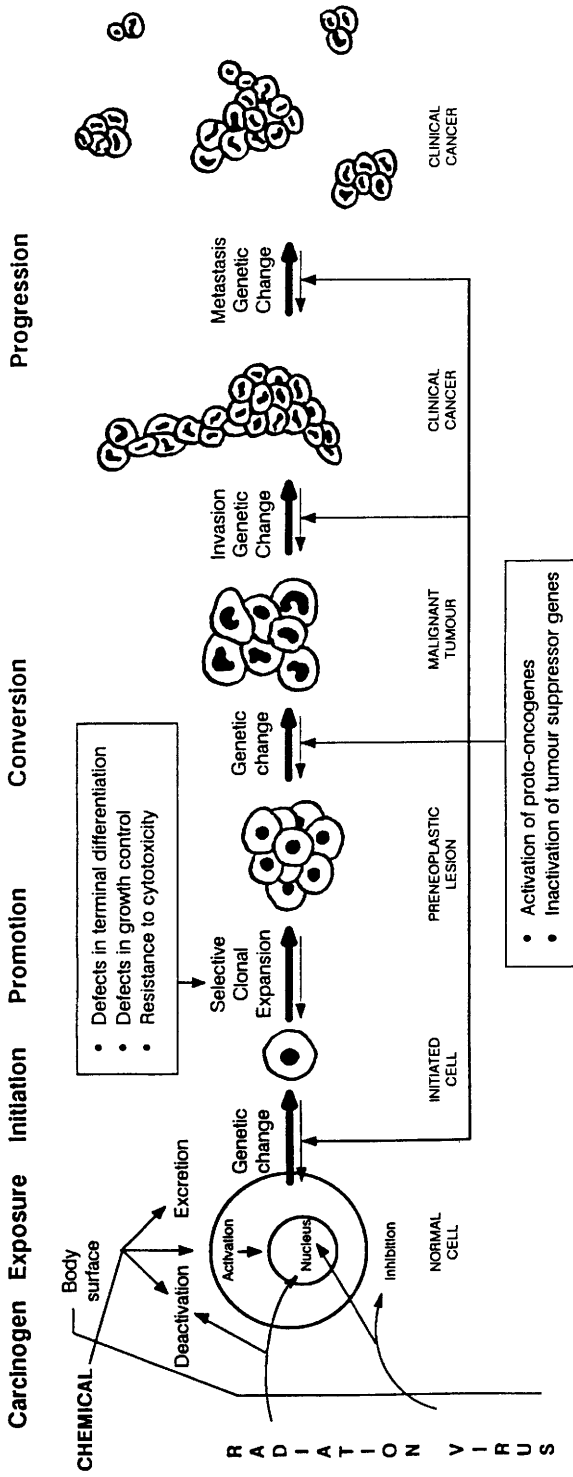 Carcinogen Exposure Initiation Promotion Conversion Progression
CHEMICAL
Body
surface
Deactivation
Excretion
• Defects in terminal differentiation
• Defects in growth control
• Resistance to cytotoxicity
RADIATION VIRUS
Activation
Nucleus
Inhibition
Genetic
change
Selective
Clonal
Expansion
Genetic
change
Invasion
Genetic
Change
Metastasis
Genetic
Change
NORMAL
CELL
INITIATED
CELL
PRENEOPLASTIC
LESION
MALIGNANT
TUMOUR
CLINICAL
CANCER
CLINICAL
CANCER
• Activation of proto-oncogenes
• Inactivation of tumour suppressor genes